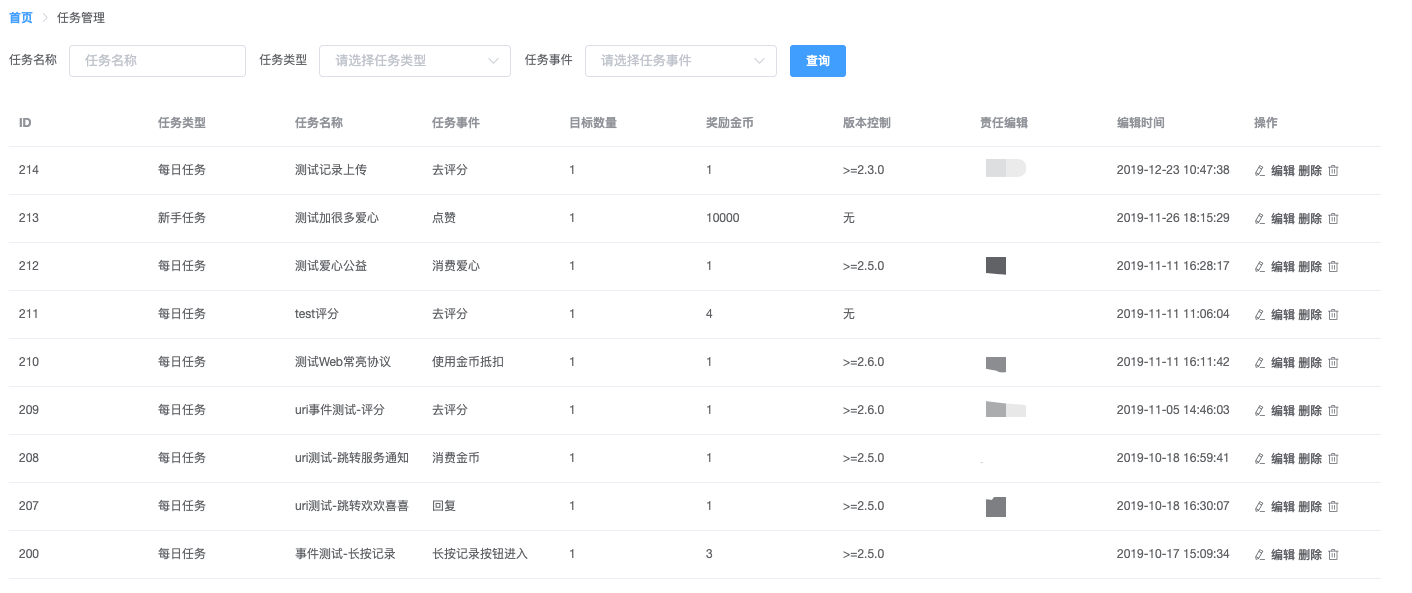 首页 任务管理
任务名称 任务名称 任务类型 请选择任务类型 任务事件 请选择任务事件 查询
ID 任务类型 任务名称 任务事件 目标数量 奖励金币 版本控制 责任编辑 编辑时间 操作
214 每日任务 测试记录上传 去评分 1 1 >=2.3.0 2019-12-23 10:47:38 编辑 删除
213 新手任务 测试加很多爱心 点赞 1 10000 无 2019-11-26 18:15:29 编辑 删除
212 每日任务 测试爱心公益 消费爱心 1 1 >=2.5.0 2019-11-11 16:28:17 编辑 删除
211 每日任务 test评分 去评分 1 4 无 2019-11-11 11:06:04 编辑 删除
210 每日任务 测试Web常亮协议 使用金币抵扣 1 1 >=2.6.0 2019-11-11 16:11:42 编辑 删除
209 每日任务 uri事件测试-评分 去评分 1 1 >=2.6.0 2019-11-05 14:46:03 编辑 删除
208 每日任务 uri测试-跳转服务通知 消费金币 1 1 >=2.5.0 2019-10-18 16:59:41 编辑 删除
207 每日任务 uri测试-跳转欢欢喜喜 回复 1 1 >=2.5.0 2019-10-18 16:30:07 编辑 删除
200 每日任务 事件测试-长按记录 长按记录按钮进入 1 3 >=2.5.0 2019-10-17 15:09:34 编辑 删除